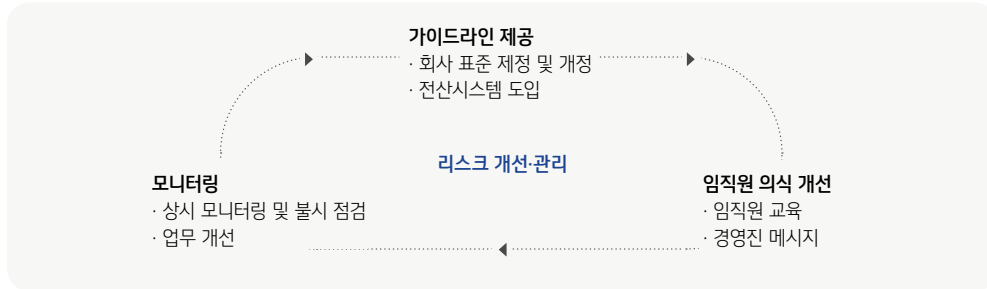 가이드라인 제공
· 회사 표준 제정 및 개정
· 전산시스템 도입
리스크 개선·관리
모니터링
· 상시 모니터링 및 불시 점검
· 업무 개선
임직원 의식 개선
· 임직원 교육
· 경영진 메시지